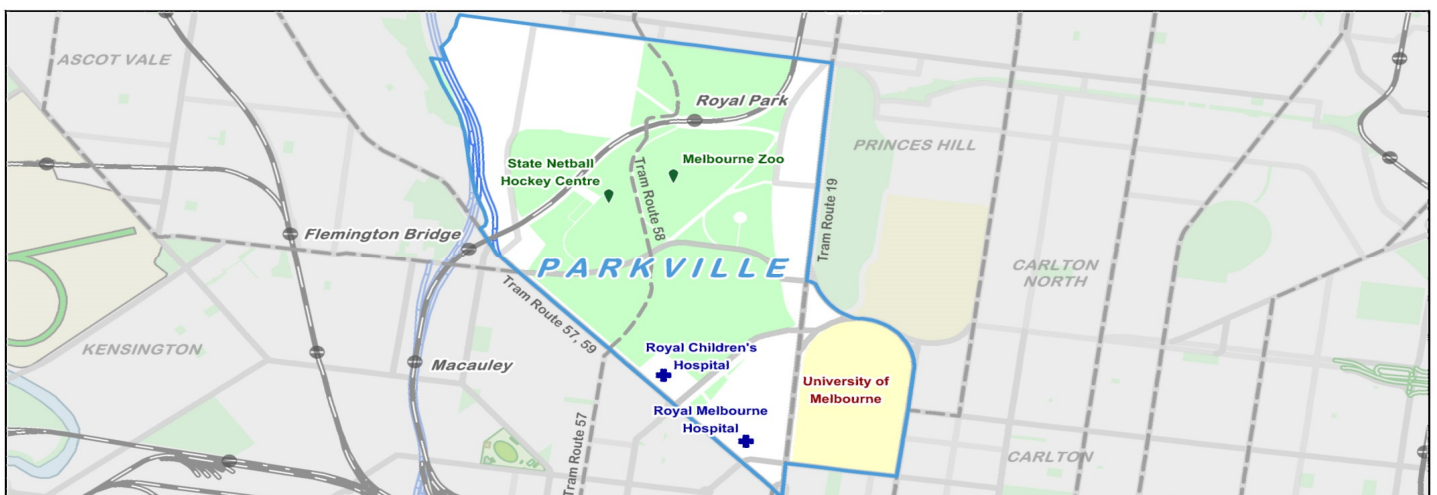 ASCOT VALE
Royal Park
PRINCES HILL
State Netball
Hockey Centre
Melbourne Zoo
Tram Route 58
Tram Route 19
Flemington Bridge
PARKVILLE
CARLTON
NORTH
Tram Route 57, 59
KENSINGTON
Macauley
Royal Children's
Hospital
University of
Melbourne
Royal Melbourne
Hospital
Tram Route 57
CARLTON